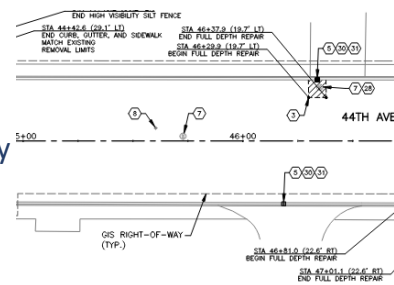 END HIGH VISIBILITY SILT FENCE
STA 44+42.6 (29.1' LT)
END CURB, GUTTER, AND SIDEWALK
MATCH EXISTING
REMOVAL LIMITS
STA 46+37.9 (19.7' LT)
END FULL DEPTH REPAIR
STA 46+29.9 (19.7' LT)
BEGIN FULL DEPTH REPAIR
5 30 31
7 28
3
44TH AVE
8
7
5+00
46+00
y
5 30 31
GIS RIGHT-OF-WAY
(TYP.)
STA 46+81.0 (22.6' RT)
BEGIN FULL DEPTH REPAIR
STA 47+01.1 (22.6' RT)
END FULL DEPTH REPAIR